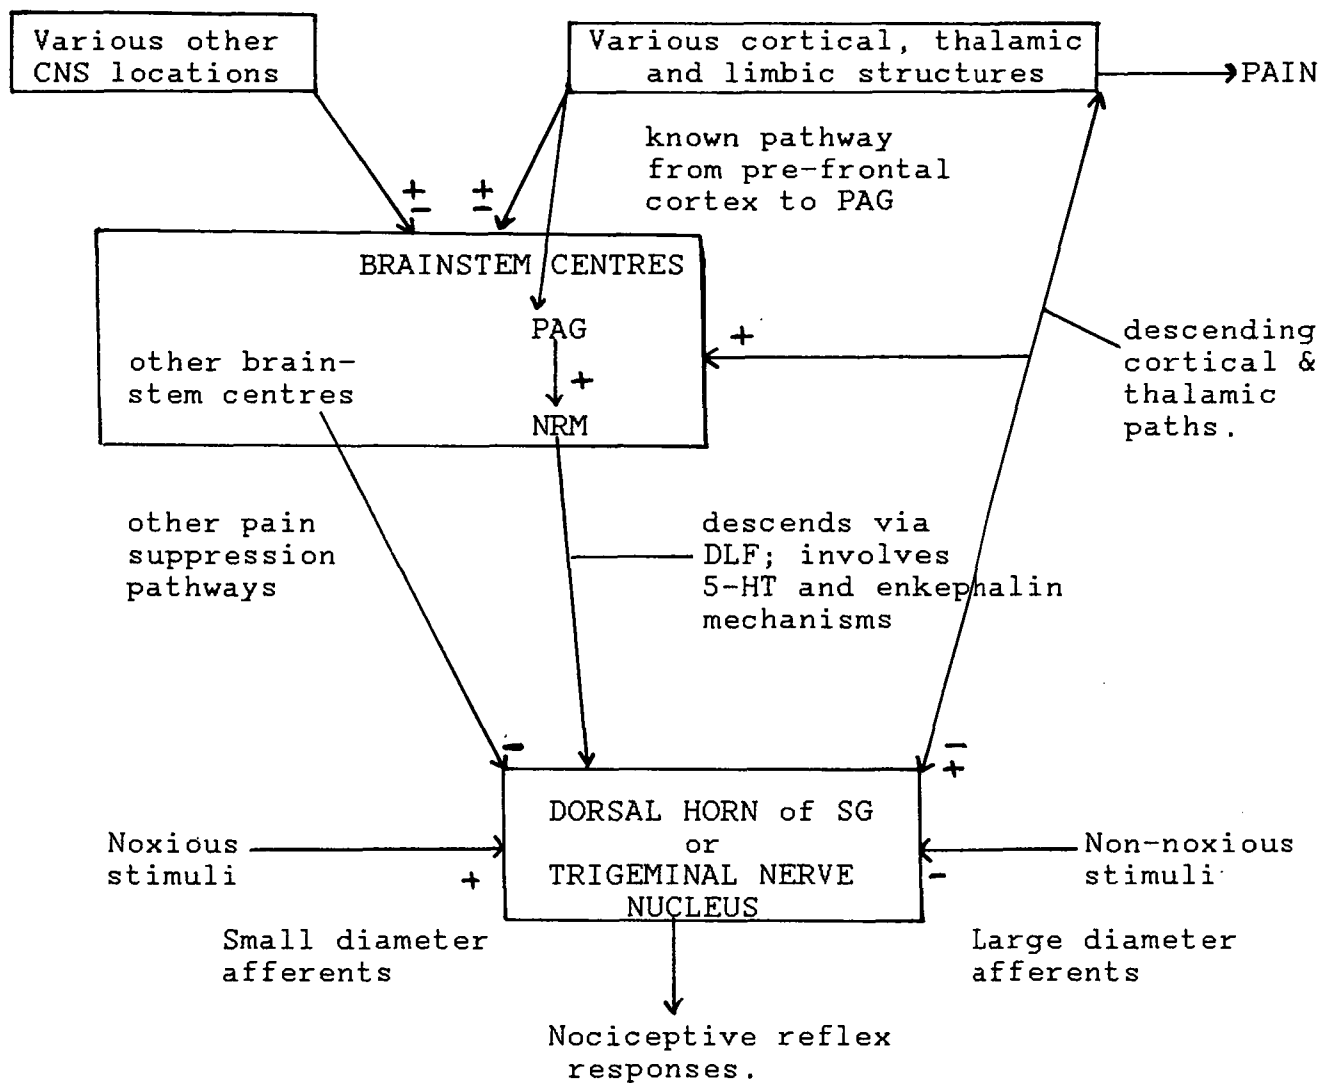 Various other
CNS locations
Various cortical, thalamic
and limbic structures
PAIN
known pathway
from pre-frontal
cortex to PAG
+
-
+
-
BRAINSTEM CENTRES
PAG
+
NRM
other brain-
stem centres
+
descending
cortical &
thalamic
paths.
other pain
suppression
pathways
descends via
DLF; involves
5-HT and enkephalin
mechanisms
-
-
+
DORSAL HORN of SG
or
TRIGEMINAL NERVE
NUCLEUS
Noxious
stimuli
+
Non-noxious
stimuli
-
Small diameter
afferents
Large diameter
afferents
Nociceptive reflex
responses.